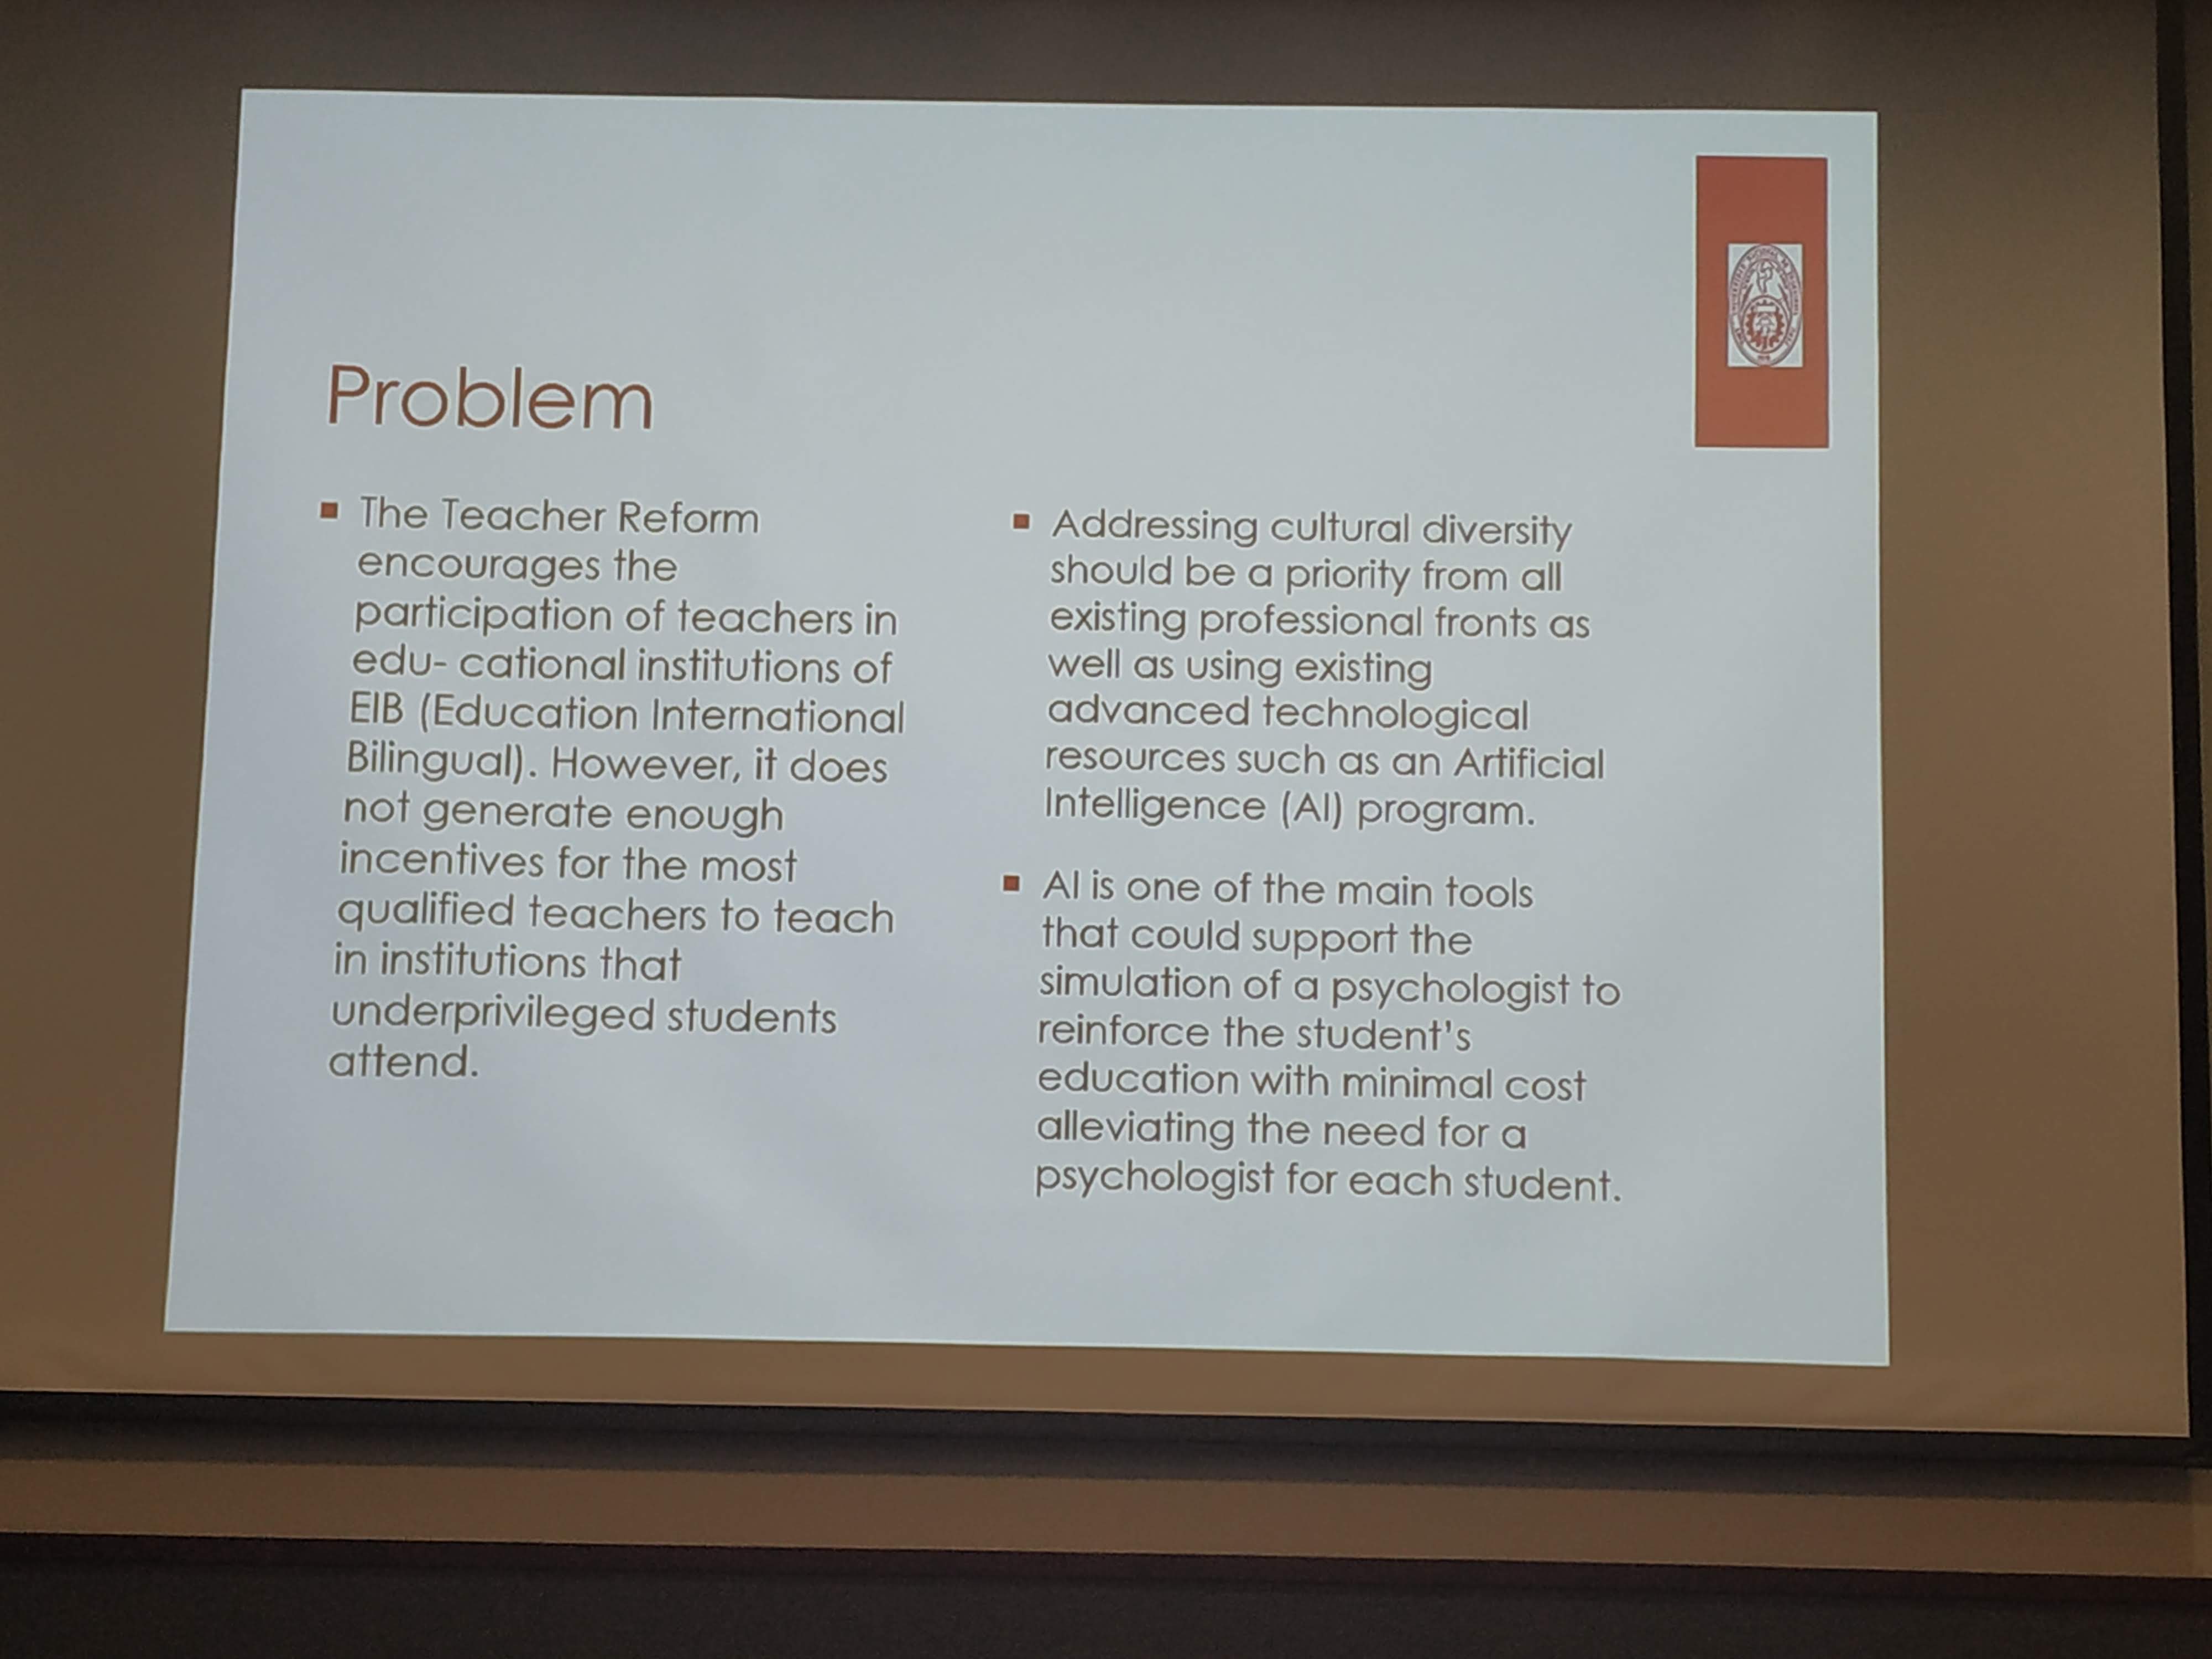 Problem
The Teacher Reform
encourages the
participation of teachers in
edu- cational institutions of
EIB (Education International
Bilingual). However, it does
not generate enough
incentives for the most
qualified teachers to teach
in institutions that
underprivileged students
attend.
Addressing cultural diversity
should be a priority from all
existing professional fronts as
well as using existing
advanced technological
resources such as an Artificial
Intelligence (AI) program.
AI is one of the main tools
that could support the
simulation of a psychologist to
reinforce the student's
education with minimal cost
alleviating the need for a
psychologist for each student.